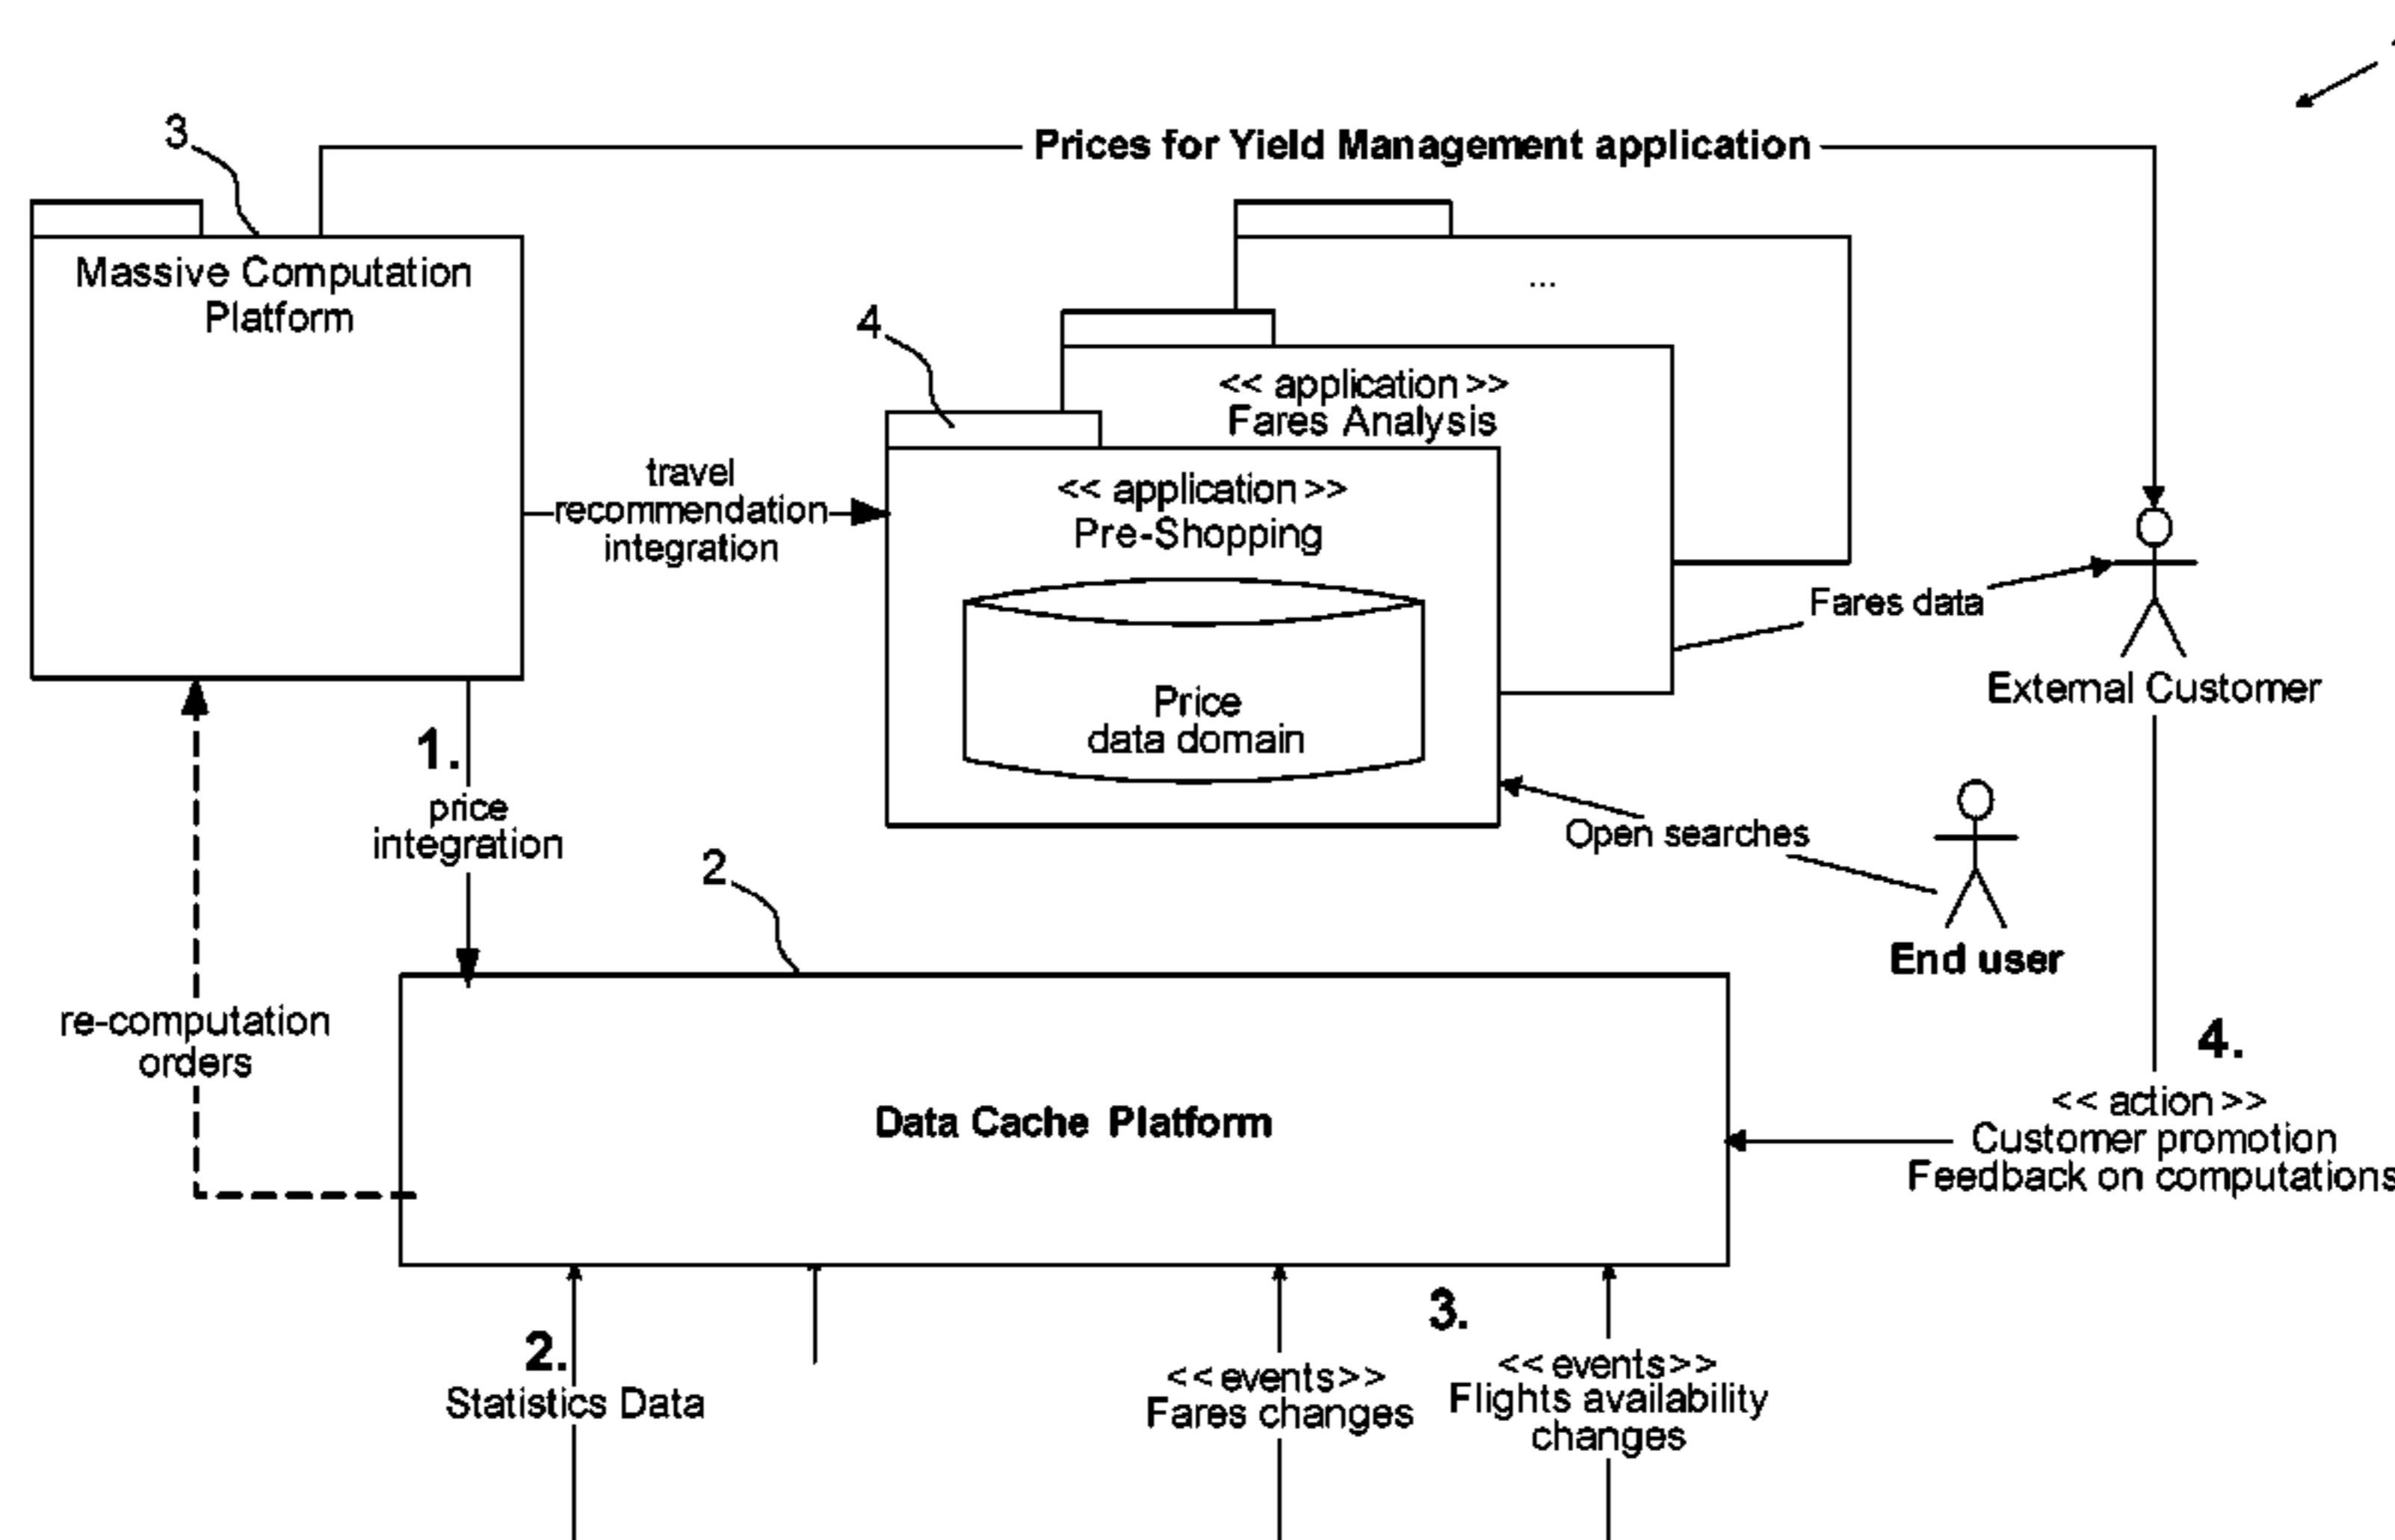 3
Prices for Yield Management application
Massive Computation
Platform
...
4
<< application >>
Fares Analysis
travel
recommendation
integration
<< application >>
Pre-Shopping
Price
data domain
Fares data
External Customer
1.
price
integration
Open searches
End user
2
re-computation
orders
Data Cache Platform
4.
<< action >>
Customer promotion
Feedback on computations
2.
Statistics Data
3.
<<events>>
Fares changes
<<events>>
Flights availability
changes